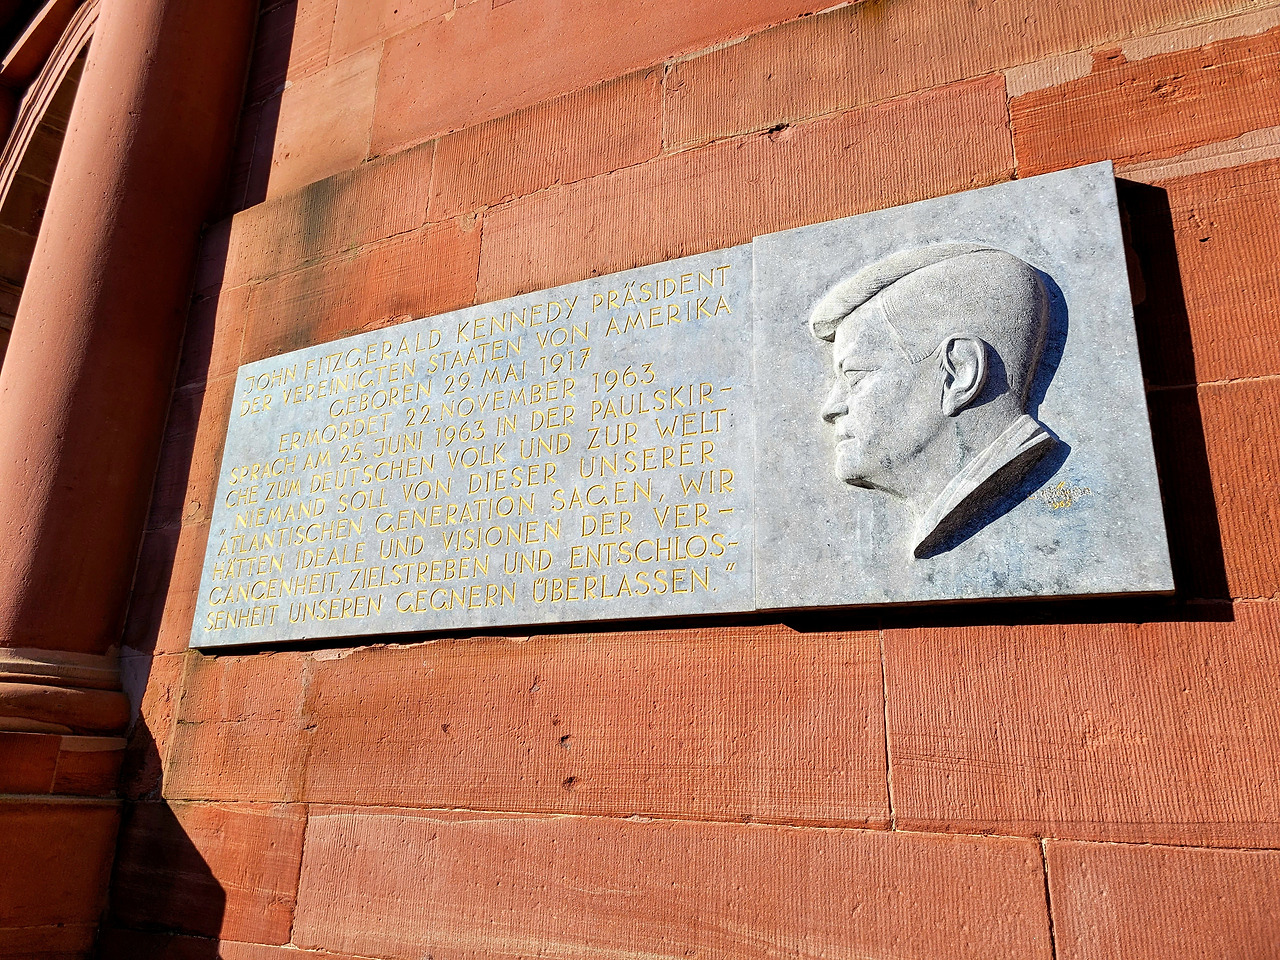 JOHN FITZGERALD KENNEDY PRÄSIDENT
DER VEREINIGTEN STAATEN VON AMERIKA
GEBOREN 29. MAI 1917
ERMORDET 22. NOVEMBER 1963
SPRACH AM 25. JUNI 1963 IN DER PAULSKIR-
CHE ZUM DEUTSCHEN VOLK UND ZUR WELT:
„NIEMAND SOLL VON DIESER UNSERER
ATLANTISCHEN GENERATION SAGEN, WIR
HÄTTEN IDEALE UND VISIONEN DER VER-
GANGENHEIT, ZIELSTREBEN UND ENTSCHLOS-
SENHEIT UNSEREN GEGNERN ÜBERLASSEN.“